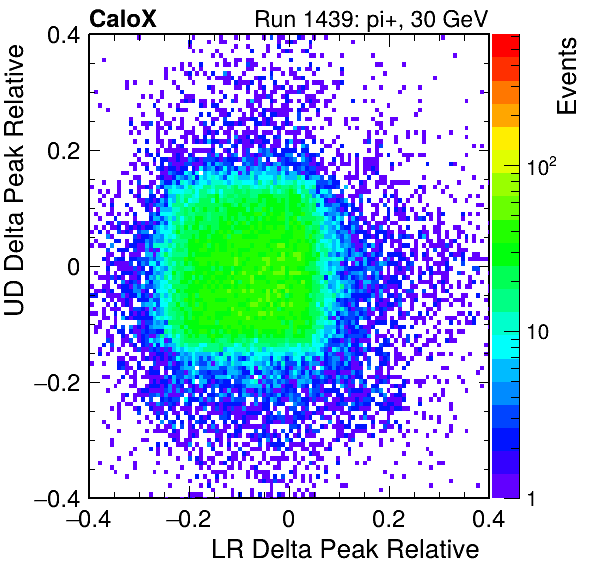 CaloX Run 1439: pi+, 30 GeV
Events
UD Delta Peak Relative
0.4
0.2
0
−0.2
−0.4
10²
10
1
−0.4 −0.2 0 0.2 0.4
LR Delta Peak Relative